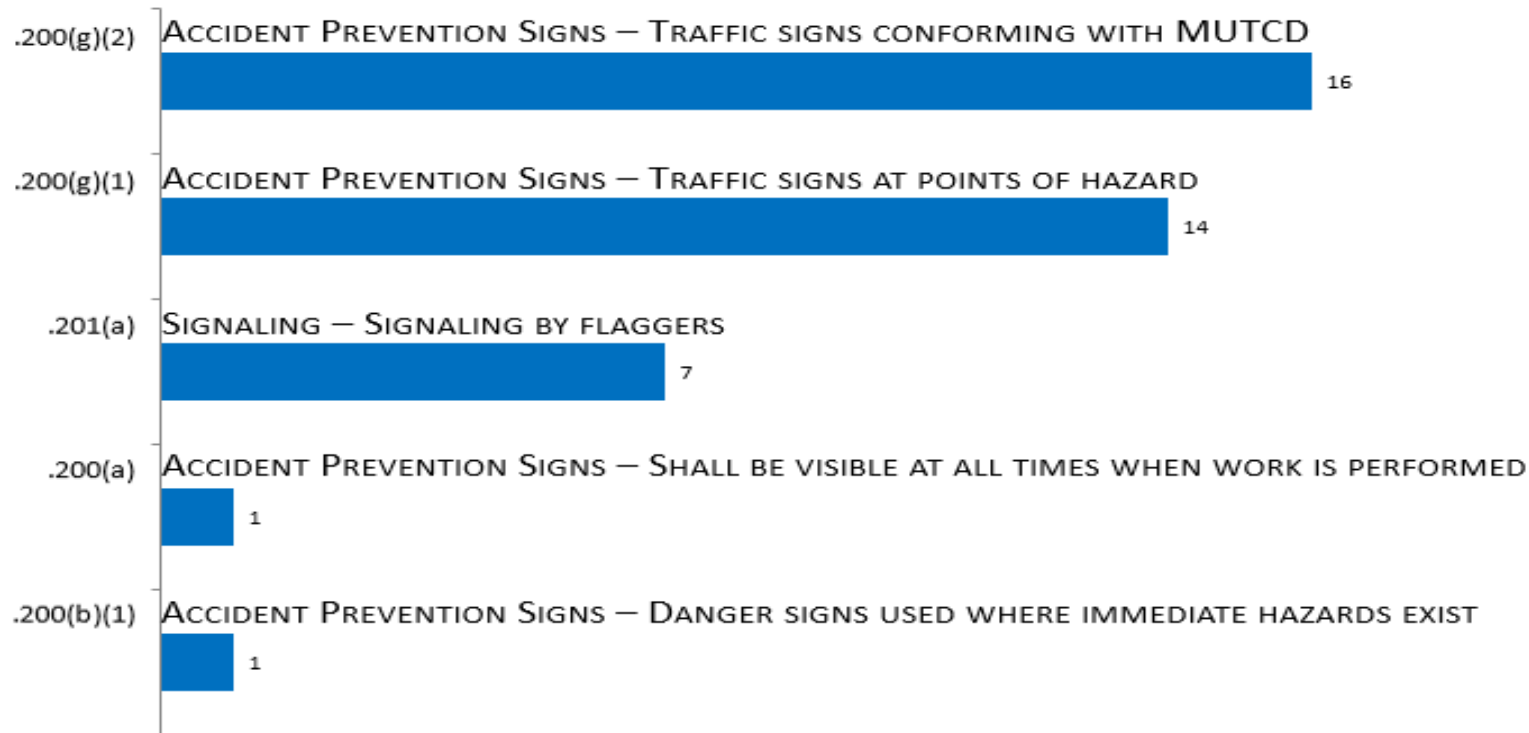 .200(g)(2) Accident Prevention Signs – Traffic signs conforming with MUTCD
16
.200(g)(1) Accident Prevention Signs – Traffic signs at points of hazard
14
.201(a) Signaling – Signaling by flaggers
7
.200(a) Accident Prevention Signs – Shall be visible at all times when work is performed
1
.200(b)(1) Accident Prevention Signs – Danger signs used where immediate hazards exist
1